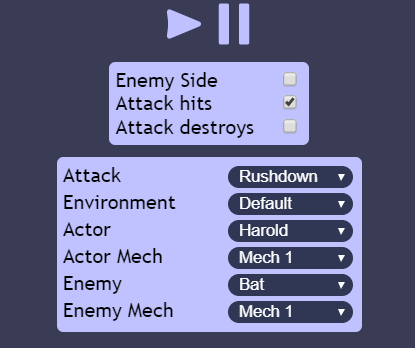 Enemy Side
Attack hits
Attack destroys
Attack Rushdown
Environment Default
Actor Harold
Actor Mech Mech 1
Enemy Bat
Enemy Mech Mech 1